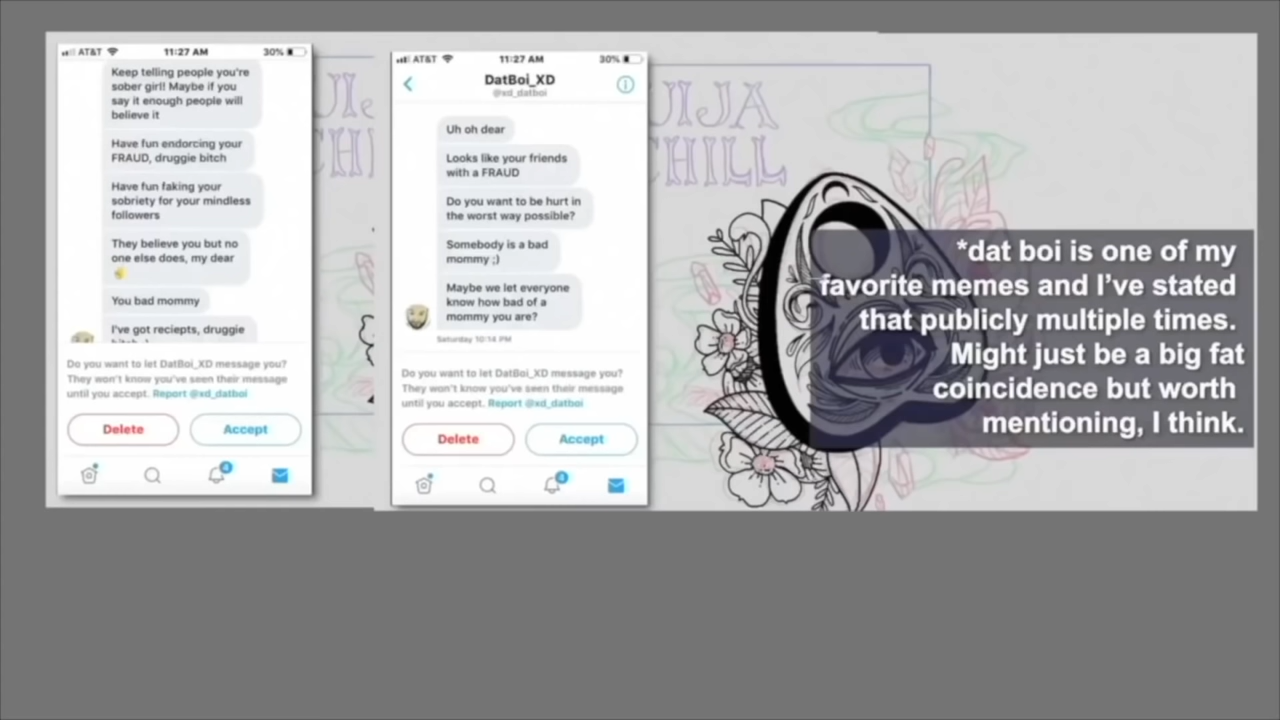 AT&T 11:27 AM 30%
Keep telling people you're
sober girl! Maybe if you
say it enough people will
believe it
Have fun endorsing your
FRAUD, druggie bitch
Have fun faking your
sobriety for your mindless
followers
They believe you but no
one else does, my dear
You bad mommy
I've got reciepts, druggie
Do you want to let DatBoi_XD message you?
They won't know you've seen their message
until you accept. Report @xd_datboi
Delete Accept
4
AT&T 11:27 AM 30%
DatBoi_XD
@xd_datboi
Uh oh dear
Looks like your friends
with a FRAUD
Do you want to be hurt in
the worst way possible?
Somebody is a bad
mommy ;)
Maybe we let everyone
know how bad of a
mommy you are?
Saturday 10:14 PM
Do you want to let DatBoi_XD message you?
They won't know you've seen their message
until you accept. Report @xd_datboi
Delete Accept
4
UIJA
CHILL
*dat boi is one of my
favorite memes and I've stated
that publicly multiple times.
Might just be a big fat
coincidence but worth
mentioning, I think.